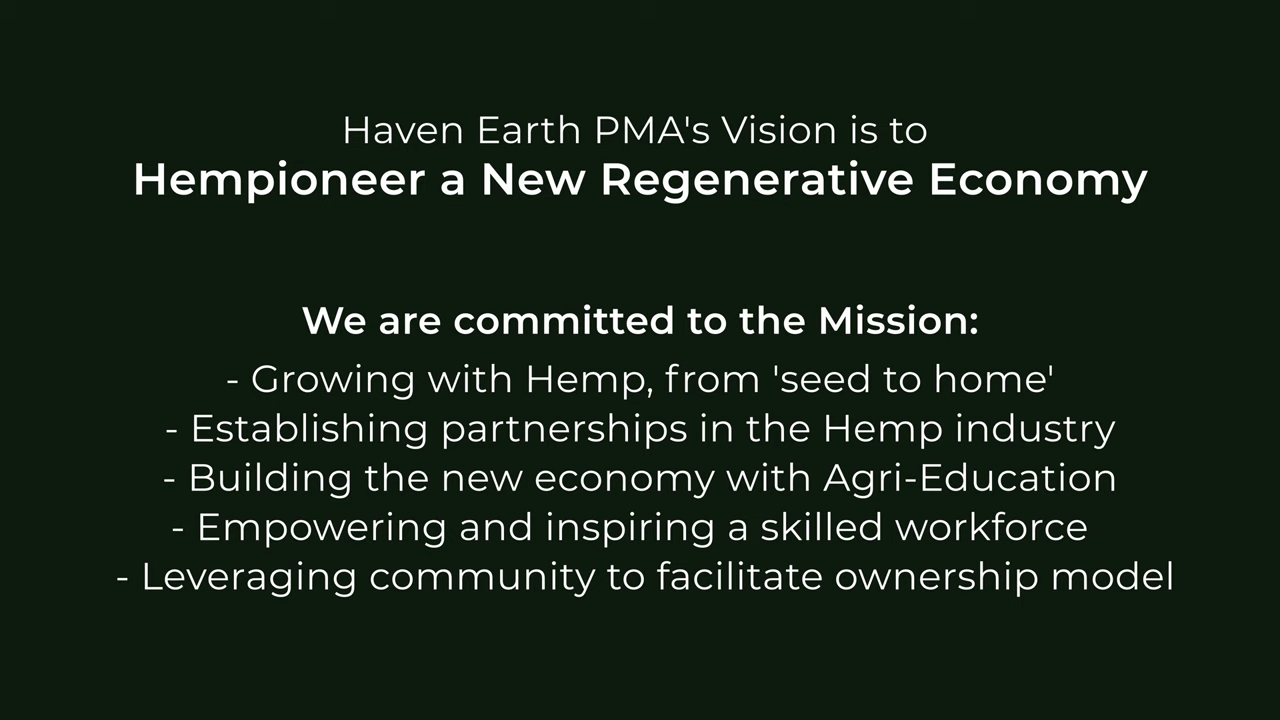 Haven Earth PMA's Vision is to
Hempioneer a New Regenerative Economy
We are committed to the Mission:
- Growing with Hemp, from 'seed to home'
- Establishing partnerships in the Hemp industry
- Building the new economy with Agri-Education
- Empowering and inspiring a skilled workforce
- Leveraging community to facilitate ownership model